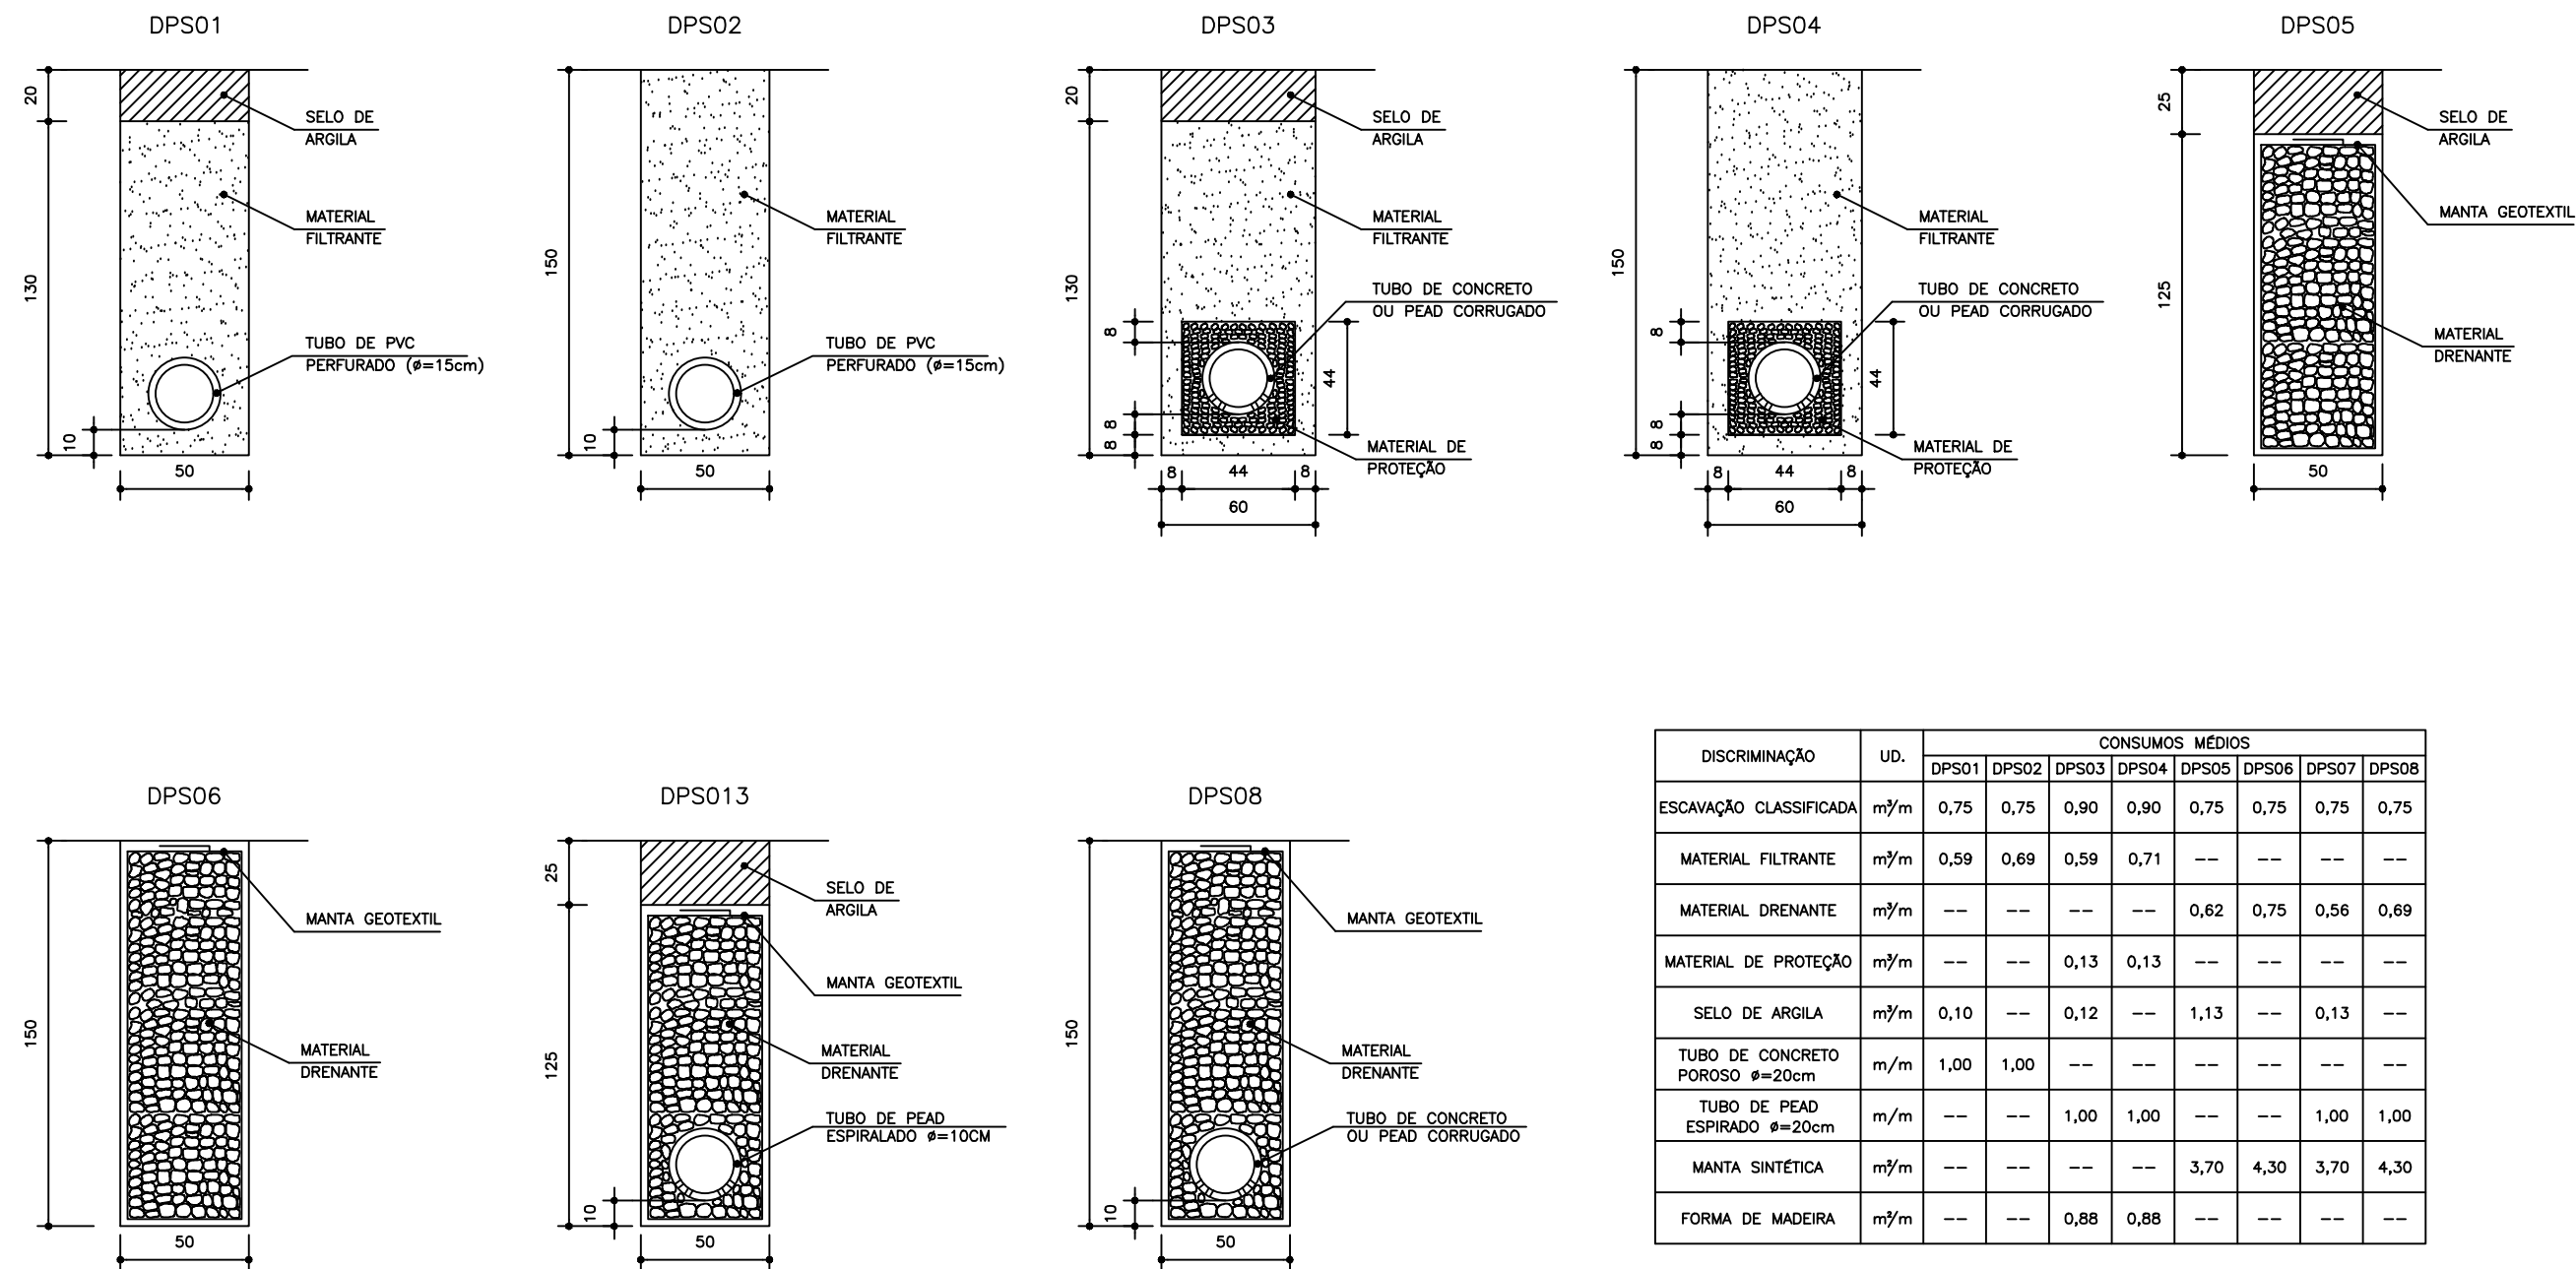 DPS01
20
130
10
50
SELO DE
ARGILA
MATERIAL
FILTRANTE
TUBO DE PVC
PERFURADO (ø=15cm)
DPS02
150
10
50
MATERIAL
FILTRANTE
TUBO DE PVC
PERFURADO (ø=15cm)
DPS03
20
130
8
8
8
44
8 44 8
60
SELO DE
ARGILA
MATERIAL
FILTRANTE
TUBO DE CONCRETO
OU PEAD CORRUGADO
MATERIAL DE
PROTEÇÃO
DPS04
150
8
8
8
44
8 44 8
60
MATERIAL
FILTRANTE
TUBO DE CONCRETO
OU PEAD CORRUGADO
MATERIAL DE
PROTEÇÃO
DPS05
25
125
50
SELO DE
ARGILA
MANTA GEOTEXTIL
MATERIAL
DRENANTE
DPS06
150
50
MANTA GEOTEXTIL
MATERIAL
DRENANTE
DPS013
25
125
10
50
SELO DE
ARGILA
MANTA GEOTEXTIL
MATERIAL
DRENANTE
TUBO DE PEAD
ESPIRALADO ø=10CM
DPS08
150
10
50
MANTA GEOTEXTIL
MATERIAL
DRENANTE
TUBO DE CONCRETO
OU PEAD CORRUGADO
DISCRIMINAÇÃO UD. CONSUMOS MÉDIOS
DPS01 DPS02 DPS03 DPS04 DPS05 DPS06 DPS07 DPS08
ESCAVAÇÃO CLASSIFICADA m³/m 0,75 0,75 0,90 0,90 0,75 0,75 0,75 0,75
MATERIAL FILTRANTE m³/m 0,59 0,69 0,59 0,71 -- -- -- --
MATERIAL DRENANTE m³/m -- -- -- -- 0,62 0,75 0,56 0,69
MATERIAL DE PROTEÇÃO m³/m -- -- 0,13 0,13 -- -- -- --
SELO DE ARGILA m³/m 0,10 -- 0,12 -- 1,13 -- 0,13 --
TUBO DE CONCRETO
POROSO ø=20cm m/m 1,00 1,00 -- -- -- -- -- --
TUBO DE PEAD
ESPIRADO ø=20cm m/m -- -- 1,00 1,00 -- -- 1,00 1,00
MANTA SINTÉTICA m²/m -- -- -- -- 3,70 4,30 3,70 4,30
FORMA DE MADEIRA m²/m -- -- 0,88 0,88 -- -- -- --